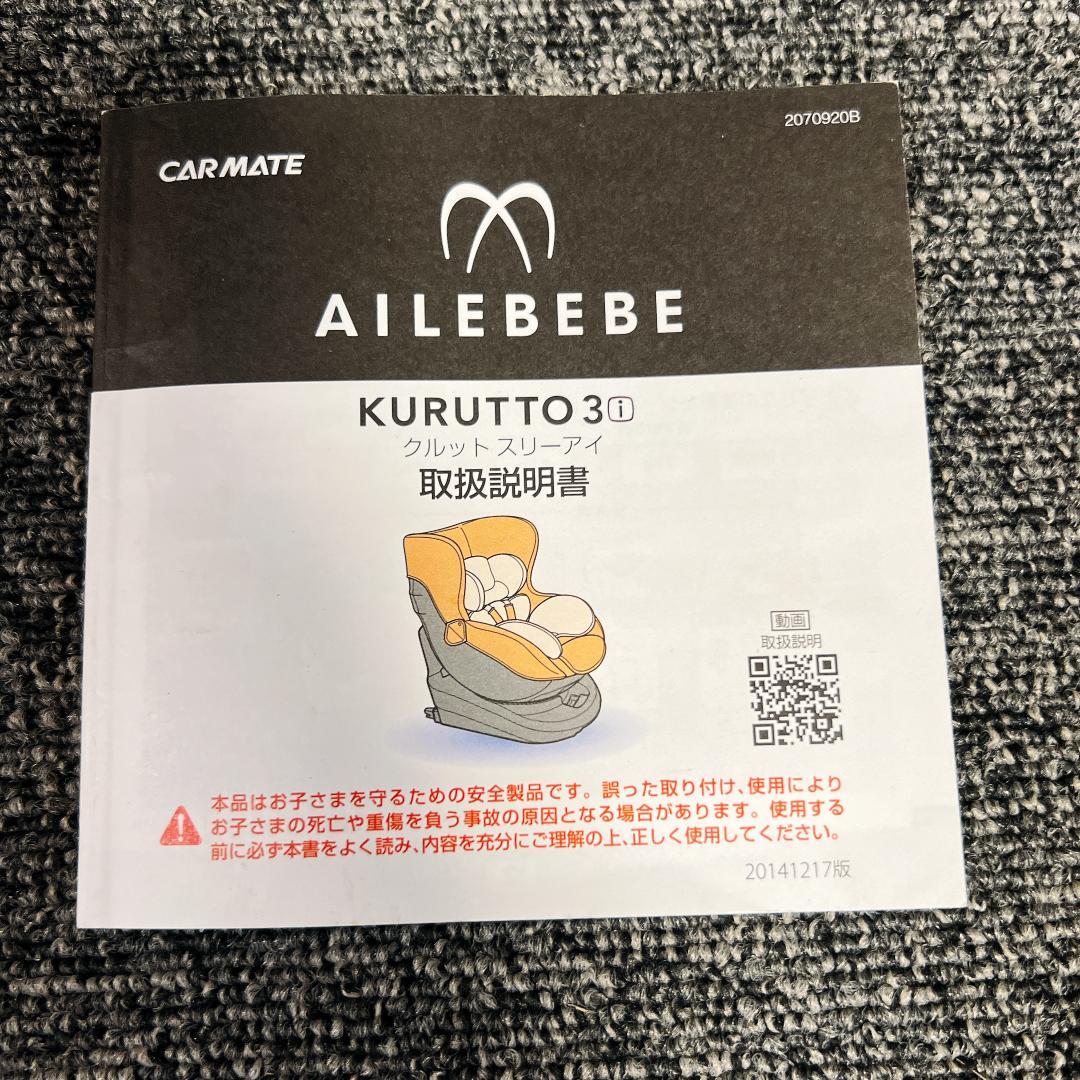 2070920B
CARMATE
AILEBEBE
KURUTTO 3i
クルット スリーアイ
取扱説明書
動画
取扱説明
本品はお子さまを守るための安全製品です。誤った取り付け、使用により
お子さまの死亡や重傷を負う事故の原因となる場合があります。使用する
前に必ず本書をよく読み、内容を充分にご理解の上、正しく使用してください。
20141217版